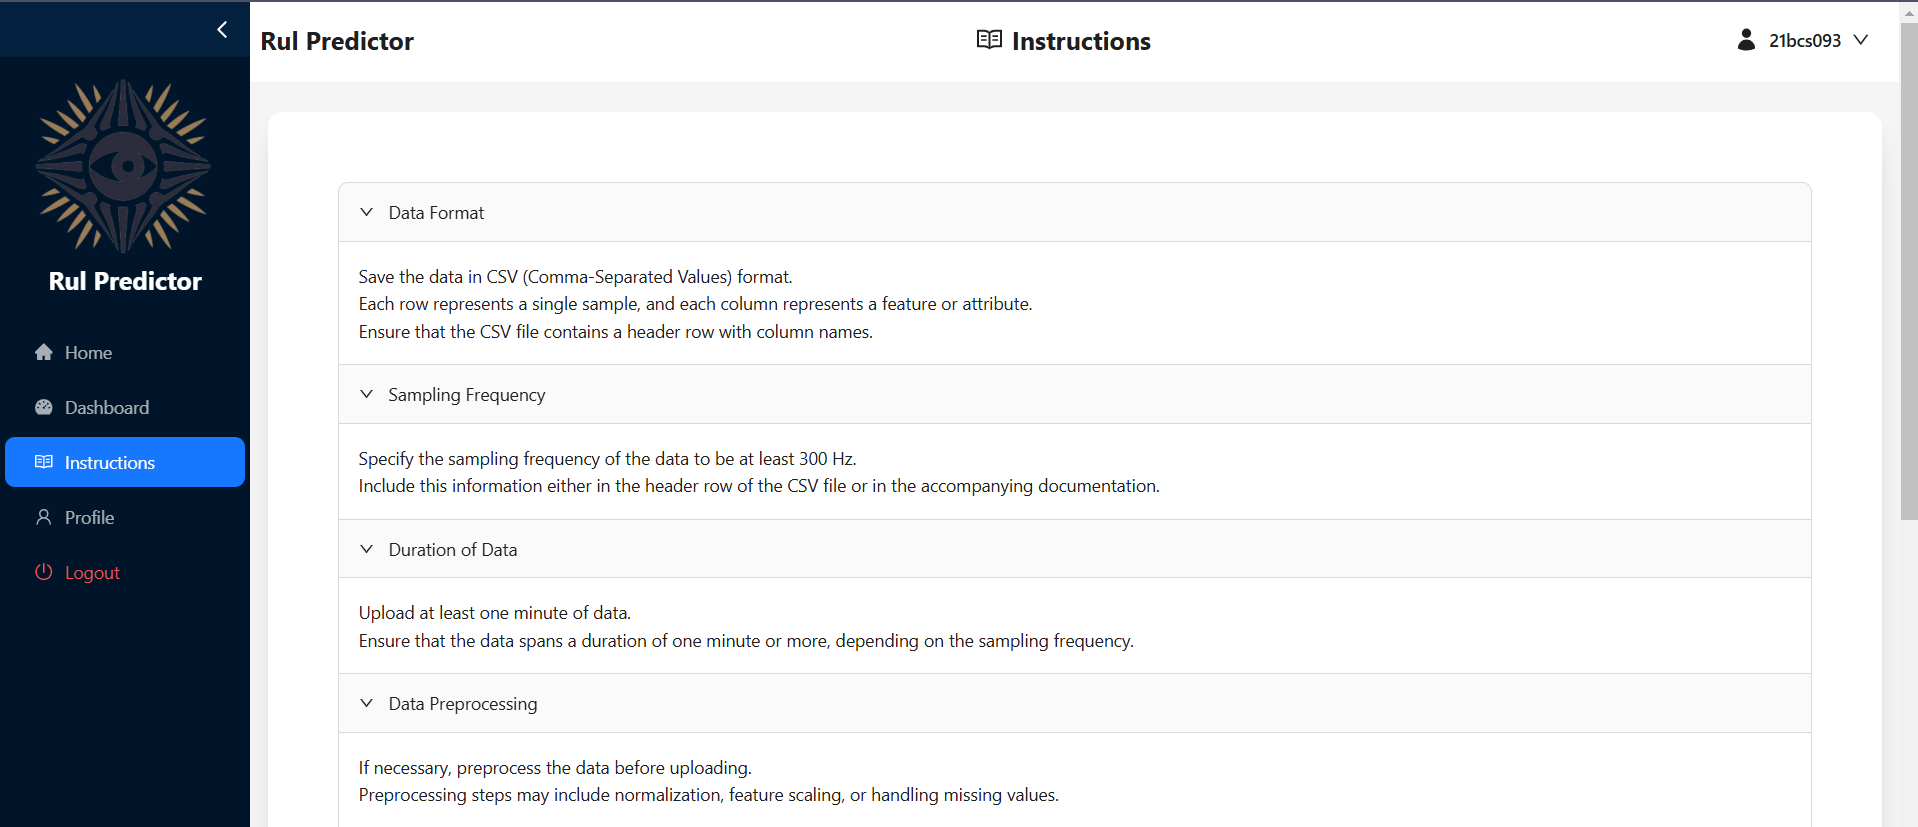 Rul Predictor
Instructions
21bcs093
Rul Predictor
Home
Dashboard
Instructions
Profile
Logout
Data Format
Save the data in CSV (Comma-Separated Values) format.
Each row represents a single sample, and each column represents a feature or attribute.
Ensure that the CSV file contains a header row with column names.
Sampling Frequency
Specify the sampling frequency of the data to be at least 300 Hz.
Include this information either in the header row of the CSV file or in the accompanying documentation.
Duration of Data
Upload at least one minute of data.
Ensure that the data spans a duration of one minute or more, depending on the sampling frequency.
Data Preprocessing
If necessary, preprocess the data before uploading.
Preprocessing steps may include normalization, feature scaling, or handling missing values.